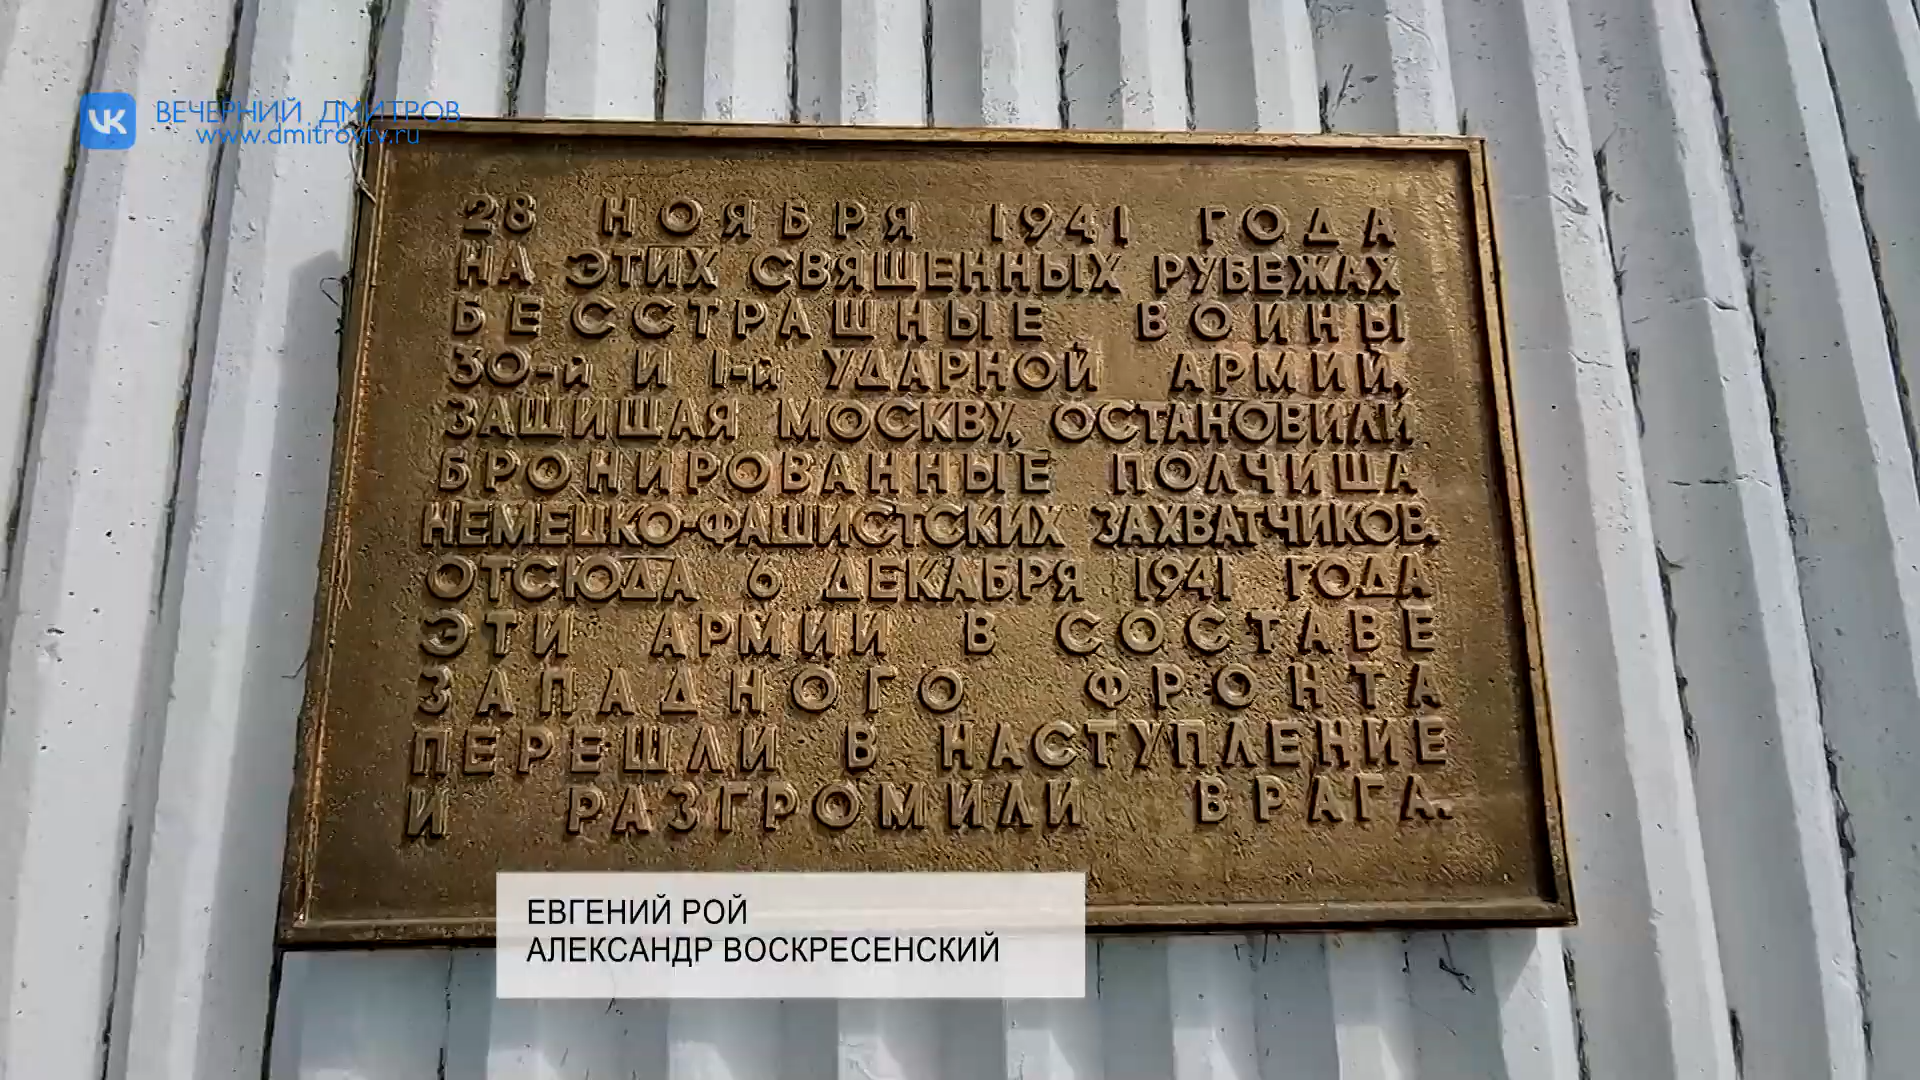 ВЕЧЕРНИЙ ДМИТРОВ
www.dmitrovtv.ru
28 НОЯБРЯ 1941 ГОДА
НА ЭТИХ СВЯЩЕННЫХ РУБЕЖАХ
БЕССТРАШНЫЕ ВОИНЫ
30-й И 1-й УДАРНОЙ АРМИЙ,
ЗАЩИЩАЯ МОСКВУ, ОСТАНОВИЛИ
БРОНИРОВАННЫЕ ПОЛЧИЩА
НЕМЕЦКО-ФАШИСТСКИХ ЗАХВАТЧИКОВ.
ОТСЮДА 6 ДЕКАБРЯ 1941 ГОДА
ЭТИ АРМИИ В СОСТАВЕ
ЗАПАДНОГО ФРОНТА
ПЕРЕШЛИ В НАСТУПЛЕНИЕ
И РАЗГРОМИЛИ ВРАГА.
ЕВГЕНИЙ РОЙ
АЛЕКСАНДР ВОСКРЕСЕНСКИЙ